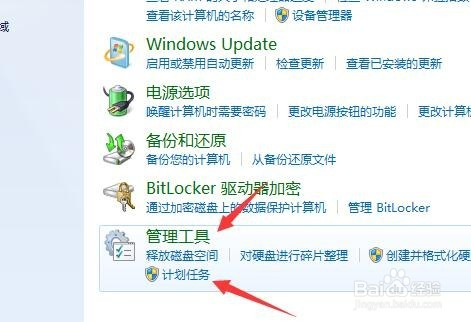 域
查看该计算机的名称 设备管理器
Windows Update
启用或禁用自动更新 检查更新 查看已安装的更新
电源选项
唤醒计算机时需要密码 更改电源按钮的功能 更改计算
备份和还原
备份您的计算机 从备份还原文件
BitLocker 驱动器加密
通过加密磁盘上的数据保护计算机 管理 BitLocker
管理工具
释放磁盘空间 对硬盘进行碎片整理 创建并格式化硬
计划任务
Bai 经验
jingyan.baidu.com